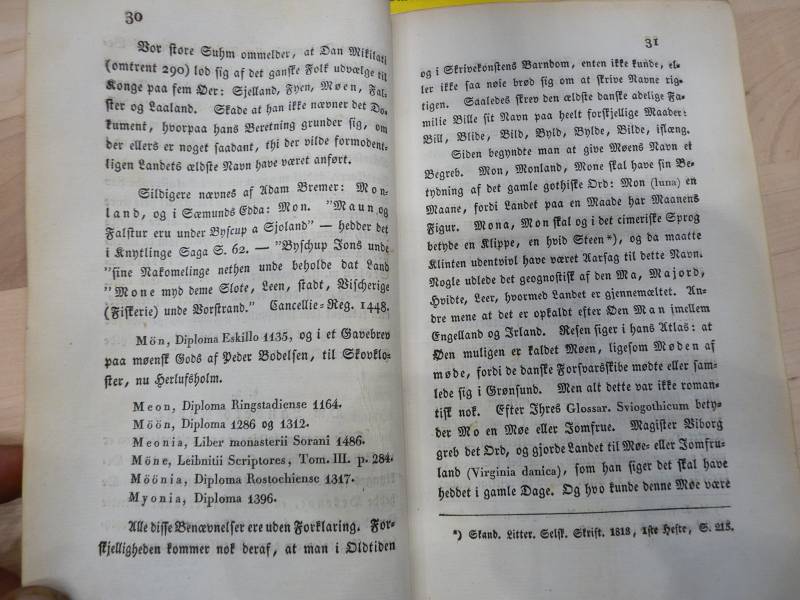 30
Vor store Suhm ommelder, at Dan Mikillati
(omtrent 290) lod sig af det ganske Folk udvælge til
Konge paa fem Øer: Sjelland, Fyen, Møen, Fal-
ster og Laaland. Skade at han ikke nævner det Do-
kument, hvorpaa hans Beretning grunder sig, om
der ellers er noget saadant, thi der vilde formodent-
ligen Landets ældste Navn have været anført.
Sildigere nævnes af Adam Bremer: Mon-
land, og i Sæmunds Edda: Mon. "Maun og
Falstur eru under Byscup a Sjoland" — hedder det
i Knytlinge Saga S. 62. — "Byschup Jons unde
"sine Nakomelinge nethen unde beholde dat Land
"Mone myd deme Slote, Leen, stadt, Vischerige
(Fiskerie) unde Vorstrand." Cancellie-Reg. 1448.
Mön, Diploma Eskillo 1135, og i et Gavebrev
paa møensk Gods af Peder Bodelsen, til Skovklo-
ster, nu Herlufsholm.
Meon, Diploma Ringstadiense 1164.
Möön, Diploma 1286 og 1312.
Meonia, Liber monasterii Sorani 1486.
Möne, Leibnitii Scriptores, Tom. III. p. 284.
Möönia, Diploma Rostochiense 1317.
Myonia, Diploma 1396.
Alle disse Benævnelser ere uden Forklaring. For-
skjelligheden kommer nok deraf, at man i Oldtiden
31
og i Skrivekonstens Barndom, enten ikke kunde, el-
ler ikke saa nøie brød sig om at skrive Navne rig-
tigen. Saaledes skrev den ældste danske adelige Fa-
milie Bille sit Navn paa heelt forskjellige Maader:
Bill, Blide, Bild, Byld, Bylde, Bilde, iflæng.
Siden begyndte man at give Møens Navn et
Begreb. Mon, Monland, Mone skal have sin Be-
tydning af det gamle gothiske Ord: Mon (luna) en
Maane, fordi Landet paa en Maade har Maanens
Figur. Mona, Mon skal og i det cimeriske Sprog
betyde en Klippe, en hvid Steen*), og da maatte
Klinten udentvivl have været Aarsag til dette Navn.
Nogle udlede det geognostisk af den Ma, Majord,
Hvidte, Leer, hvormed Landet er gjennemæltet. An-
dre mene at det er opkaldt efter Den Man imellem
Engelland og Irland. Resen siger i hans Atlas: at
Øen muligen er kaldet Møen, ligesom Møden af
møde, fordi de danske Forsvarsskibe mødte eller sam-
lede sig i Grønsund. Men alt dette var ikke roman-
tisk nok. Efter Ihres Glossar. Sviogothicum bety-
der Mo en Møe eller Jomfrue. Magister Viborg
greb det Ord, og gjorde Landet til Møe- eller Jomfru-
land (Virginia danica), som han siger det skal have
heddet i gamle Dage. Og hvo kunde denne Møe være
*) Skand. Litter. Selsk. Skrift. 1813, 1ste Hefte, S. 213.